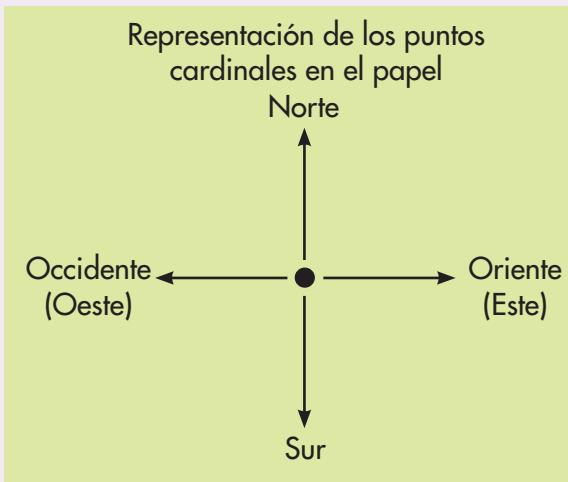 Representación de los puntos
cardinales en el papel
Norte
Occidente
(Oeste)
Oriente
(Este)
Sur